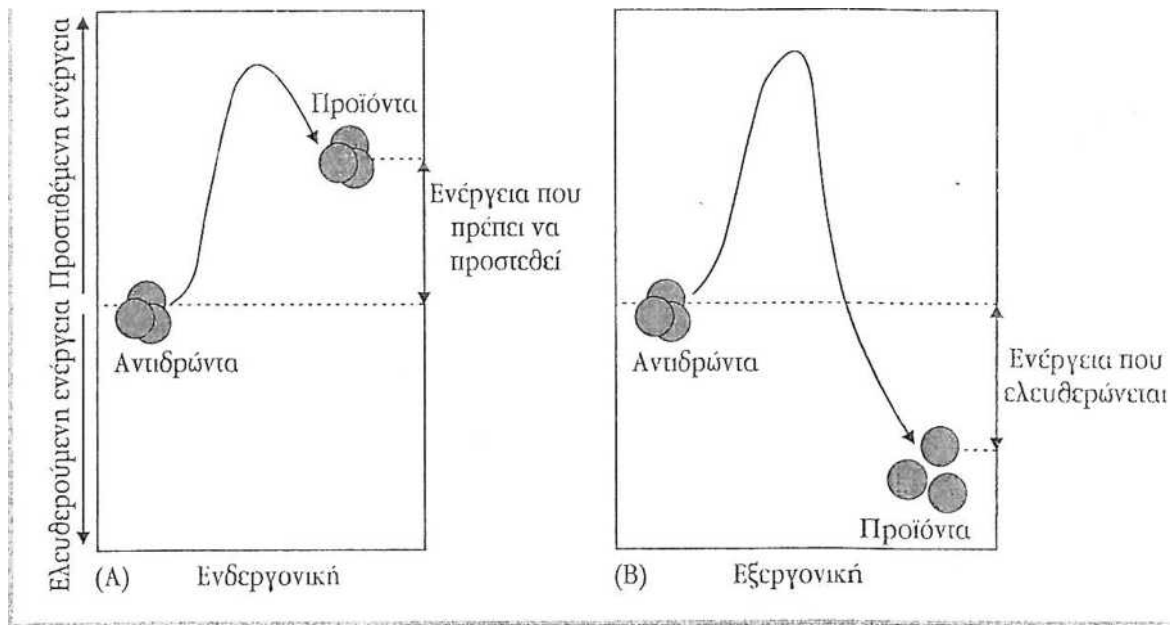 Ελευθερούμενη ενέργεια Προστιθέμενη ενέργεια
Προϊόντα
Ενέργεια που
πρέπει να
προστεθεί
Αντιδρώντα
(A)
Ενδεργονική
Αντιδρώντα
Ενέργεια που
ελευθερώνεται
Προϊόντα
(B)
Εξεργονική